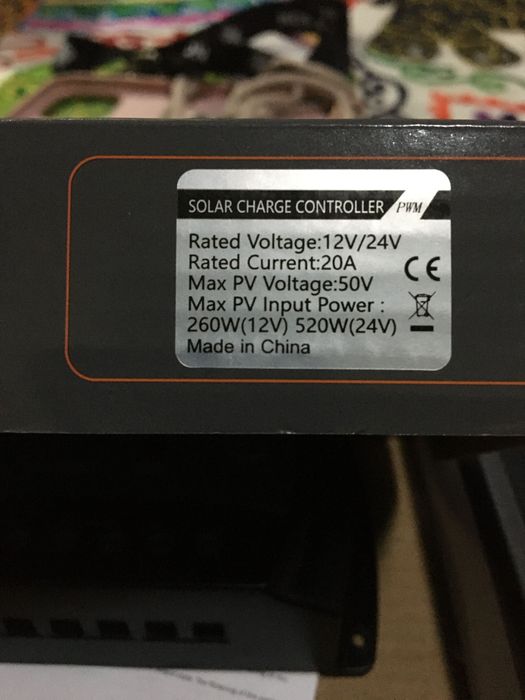 SOLAR CHARGE CONTROLLER PWM
Rated Voltage:12V/24V
Rated Current:20A
Max PV Voltage:50V
Max PV Input Power :
260W(12V) 520W(24V)
Made in China
CE